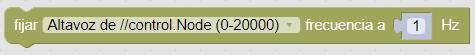 fijar Altavoz de //control.Node (0-20000) frecuencia a 1 Hz